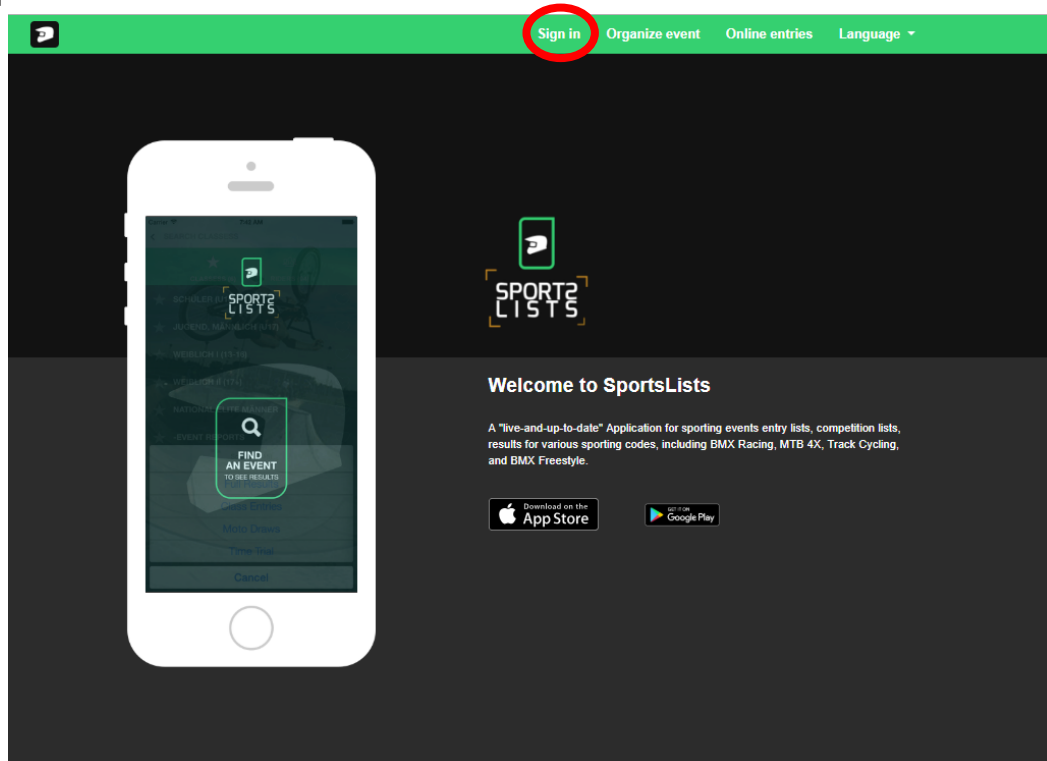 Sign in Organize event Online entries Language
SPORTS
LISTS
FIND
AN EVENT
TO SEE RESULTS
Class Entries
Moto Draws
Time Trial
Cancel
SPORTS
LISTS
Welcome to SportsLists
A "live-and-up-to-date" Application for sporting events entry lists, competition lists,
results for various sporting codes, including BMX Racing, MTB 4X, Track Cycling,
and BMX Freestyle.
Download on the
App Store
GET IT ON
Google Play